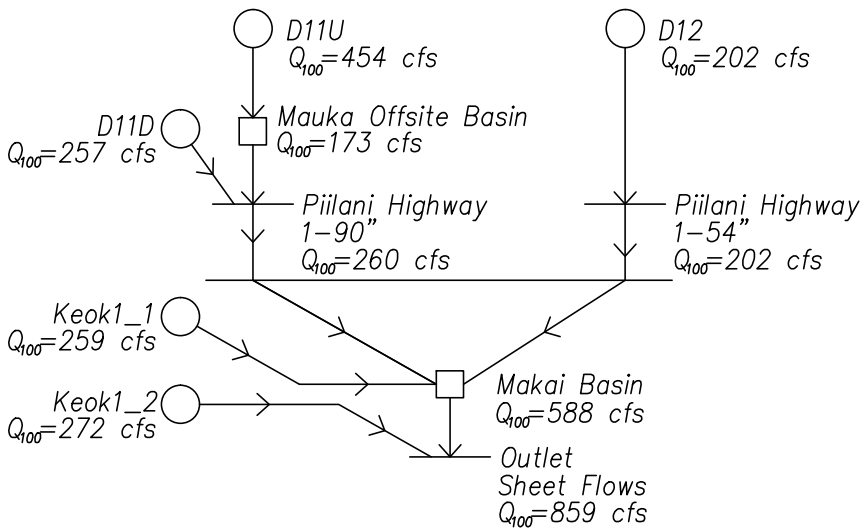 D11U
Q100=454 cfs
D12
Q100=202 cfs
Mauka Offsite Basin
Q100=173 cfs
D11D
Q100=257 cfs
Piilani Highway
1-90”
Q100=260 cfs
Piilani Highway
1-54”
Q100=202 cfs
Keok1_1
Q100=259 cfs
Makai Basin
Q100=588 cfs
Keok1_2
Q100=272 cfs
Outlet
Sheet Flows
Q100=859 cfs